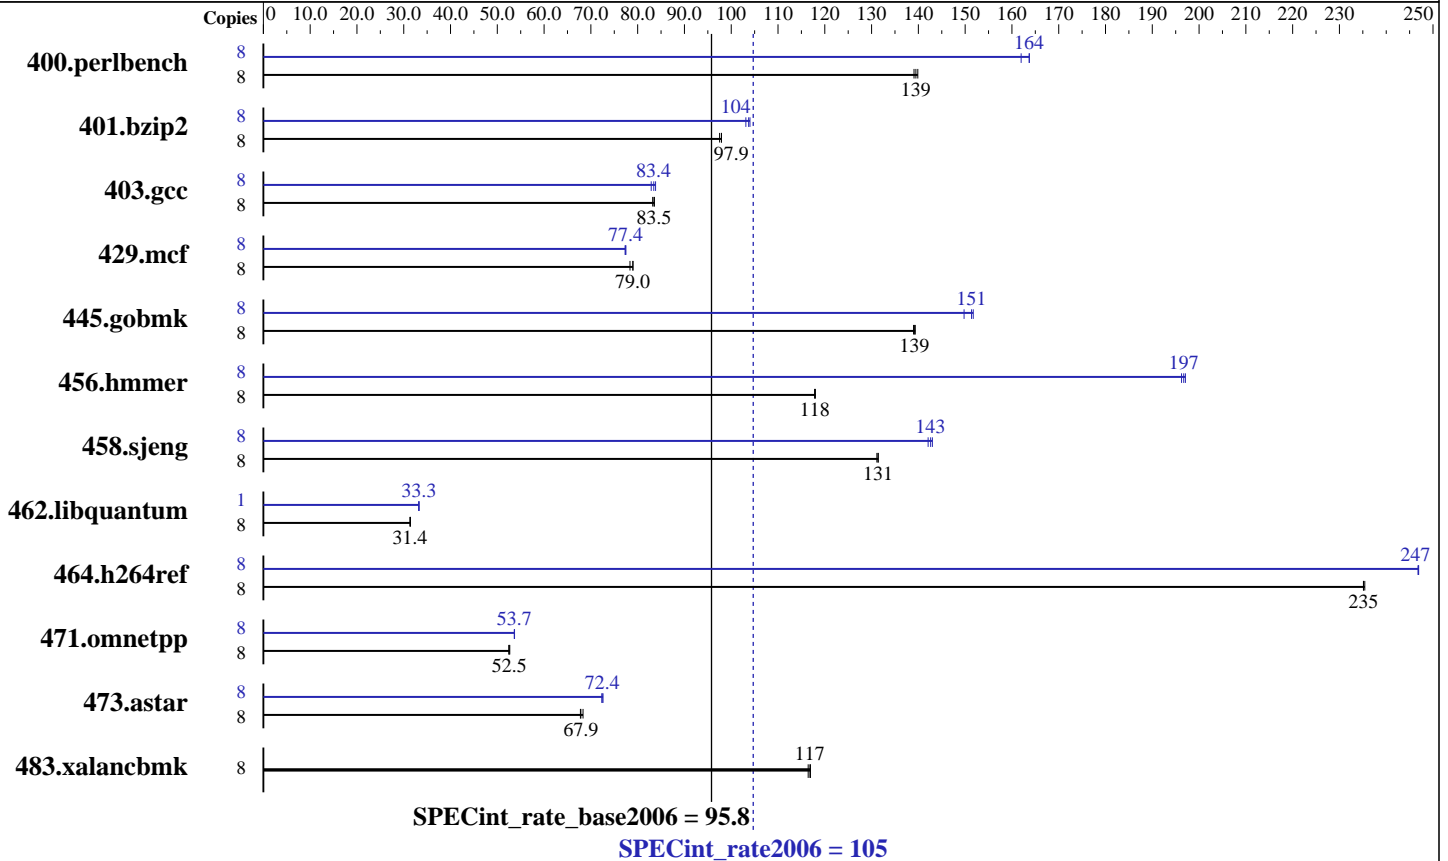 Copies 0 10.0 20.0 30.0 40.0 50.0 60.0 70.0 80.0 90.0 100 110 120 130 140 150 160 170 180 190 200 210 220 230 250
400.perlbench 8 164
8 139
401.bzip2 8 104
8 97.9
403.gcc 8 83.4
8 83.5
429.mcf 8 77.4
8 79.0
445.gobmk 8 151
8 139
456.hmmer 8 197
8 118
458.sjeng 8 143
8 131
462.libquantum 1 33.3
8 31.4
464.h264ref 8 247
8 235
471.omnetpp 8 53.7
8 52.5
473.astar 8 72.4
8 67.9
483.xalancbmk 8 117
SPECint_rate_base2006 = 95.8
SPECint_rate2006 = 105